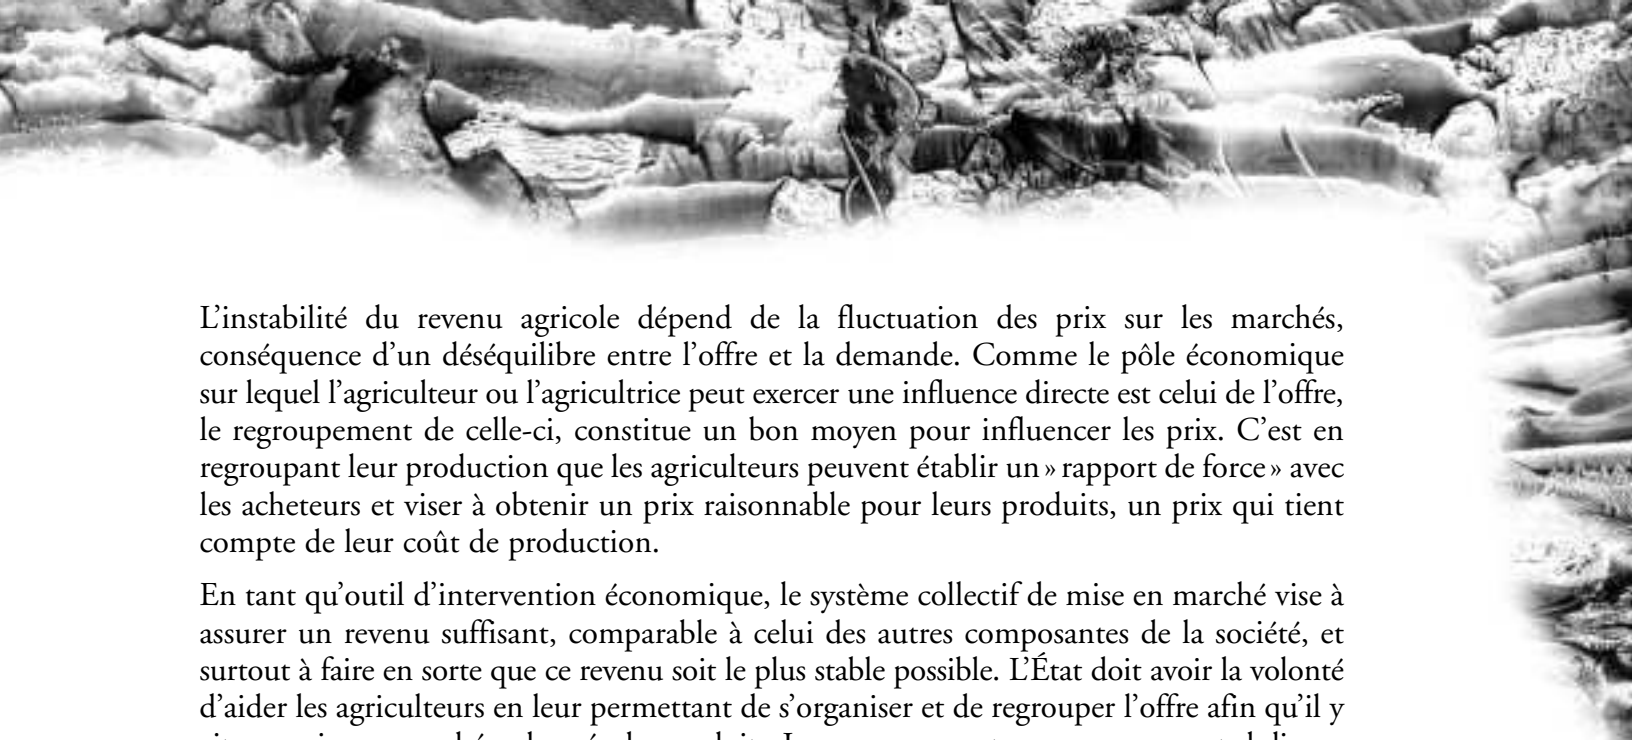 L’instabilité du revenu agricole dépend de la fluctuation des prix sur les marchés,
conséquence d’un déséquilibre entre l’offre et la demande. Comme le pôle économique
sur lequel l’agriculteur ou l’agricultrice peut exercer une influence directe est celui de l’offre,
le regroupement de celle-ci, constitue un bon moyen pour influencer les prix. C’est en
regroupant leur production que les agriculteurs peuvent établir un » rapport de force » avec
les acheteurs et viser à obtenir un prix raisonnable pour leurs produits, un prix qui tient
compte de leur coût de production.
En tant qu’outil d’intervention économique, le système collectif de mise en marché vise à
assurer un revenu suffisant, comparable à celui des autres composantes de la société, et
surtout à faire en sorte que ce revenu soit le plus stable possible. L’État doit avoir la volonté
d’aider les agriculteurs en leur permettant de s’organiser et de regrouper l’offre afin qu’il y